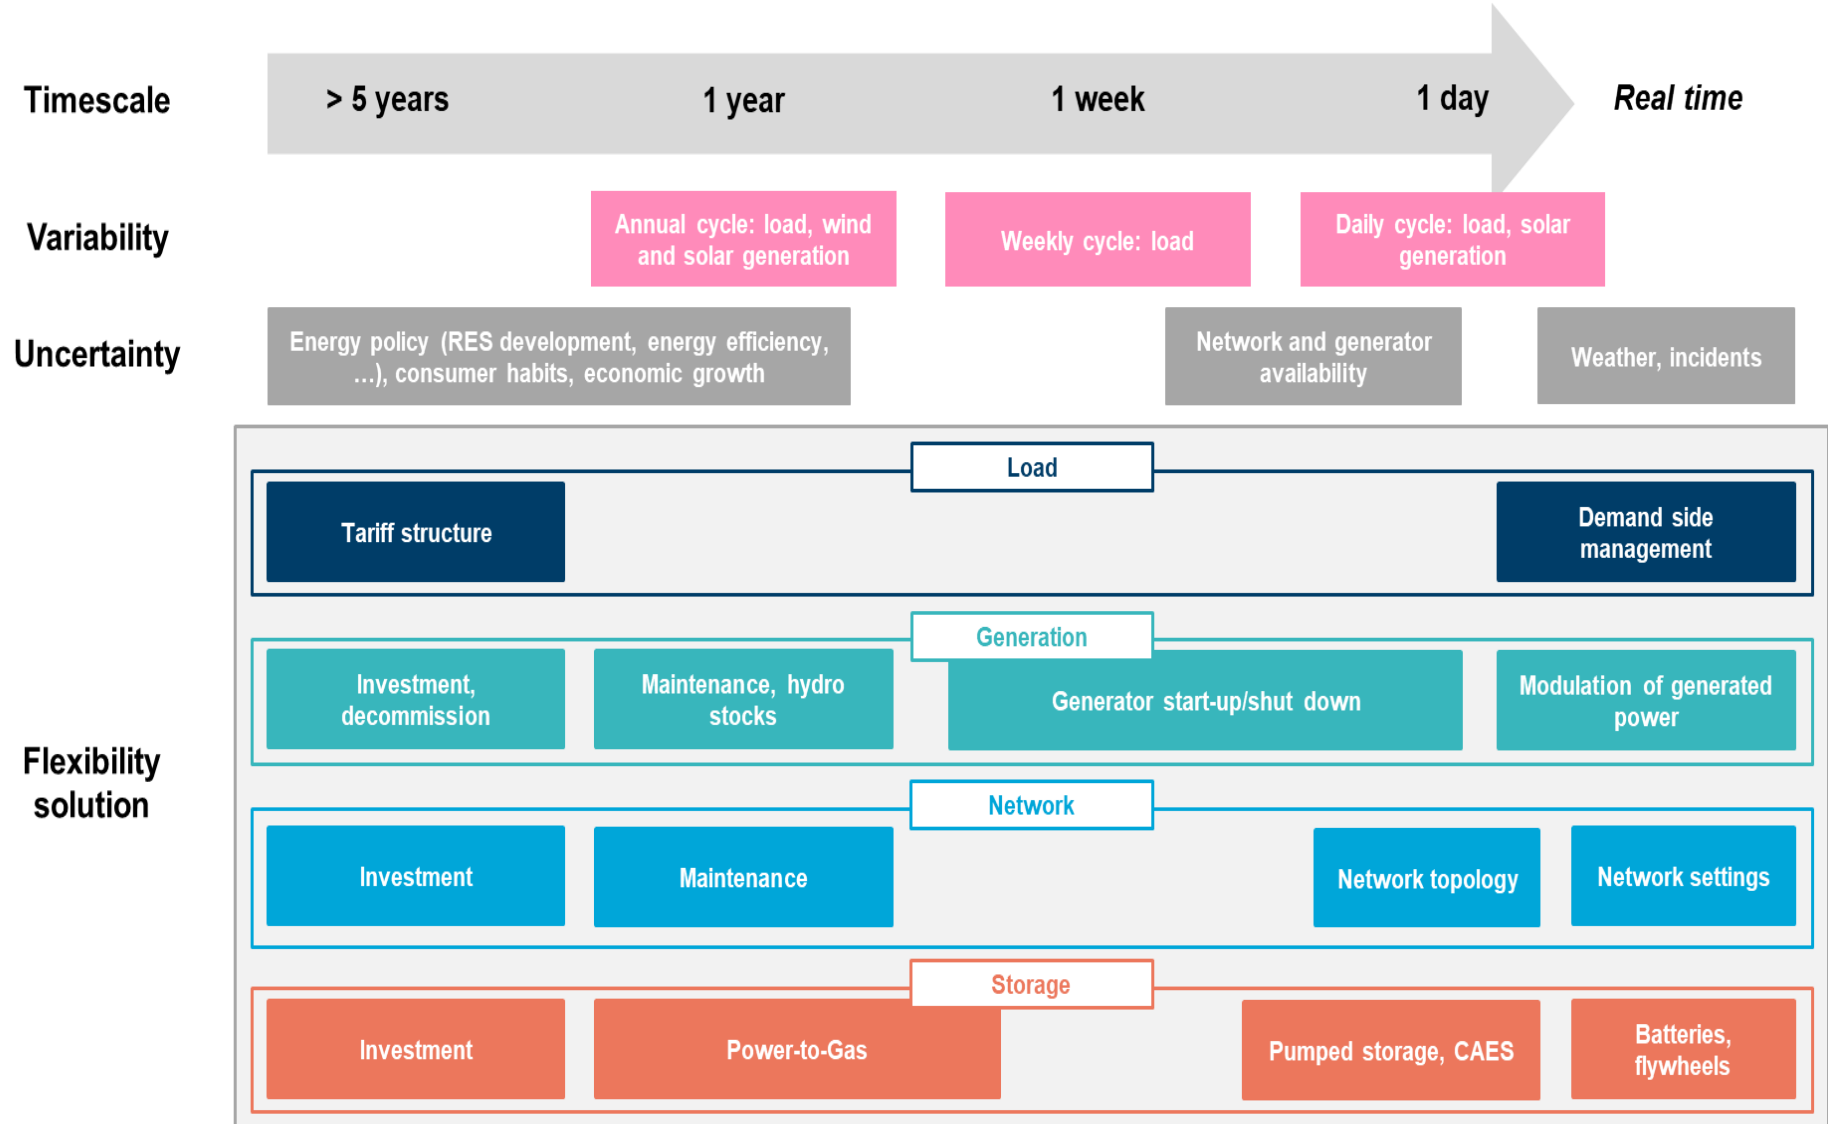 Timescale
> 5 years
1 year
1 week
1 day
Real time
Variability
Annual cycle: load, wind
and solar generation
Weekly cycle: load
Daily cycle: load, solar
generation
Uncertainty
Energy policy (RES development, energy efficiency,
...), consumer habits, economic growth
Network and generator
availability
Weather, incidents
Flexibility
solution
Load
Tariff structure
Demand side
management
Generation
Investment,
decommission
Maintenance, hydro
stocks
Generator start-up/shut down
Modulation of generated
power
Network
Investment
Maintenance
Network topology
Network settings
Storage
Investment
Power-to-Gas
Pumped storage, CAES
Batteries,
flywheels